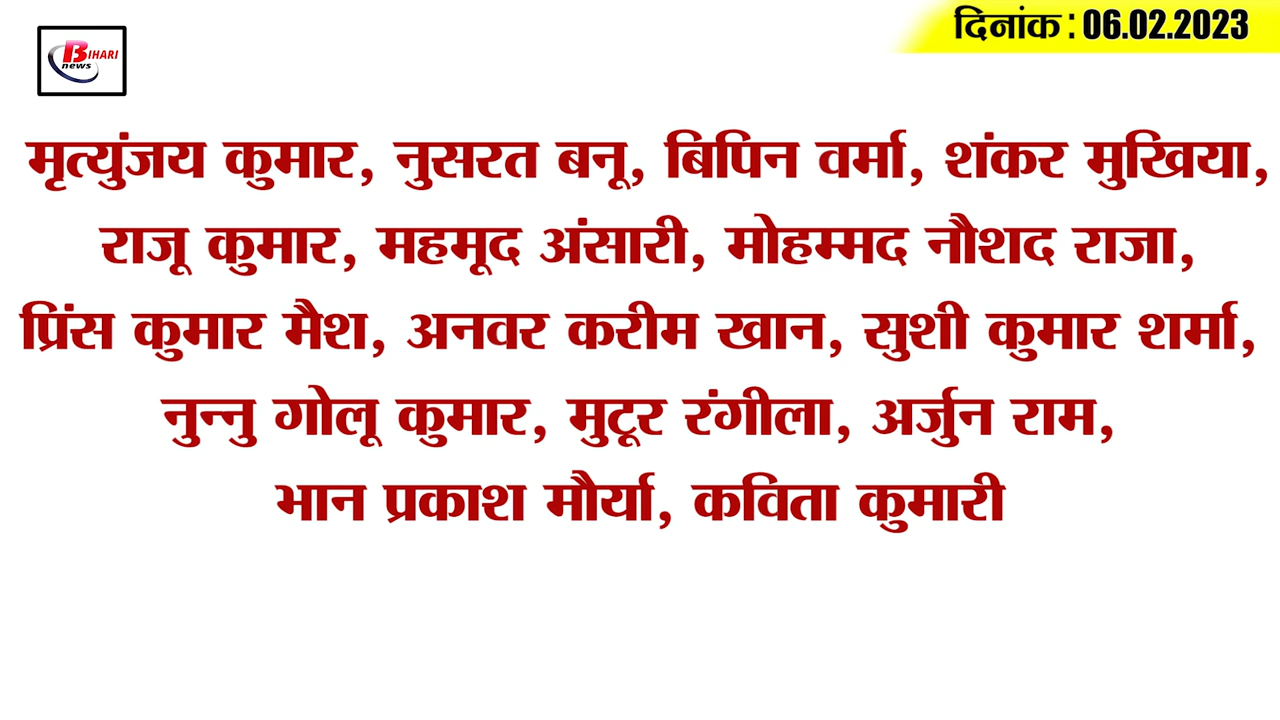 BIHARI
news
दिनांक : 06.02.2023
मृत्युंजय कुमार, नुसरत बनू, बिपिन वर्मा, शंकर मुखिया,
राजू कुमार, महमूद अंसारी, मोहम्मद नौशद राजा,
प्रिंस कुमार मैश, अनवर करीम खान, सुशी कुमार शर्मा,
नुन्नु गोलू कुमार, मुटूर रंगीला, अर्जुन राम,
भान प्रकाश मौर्या, कविता कुमारी